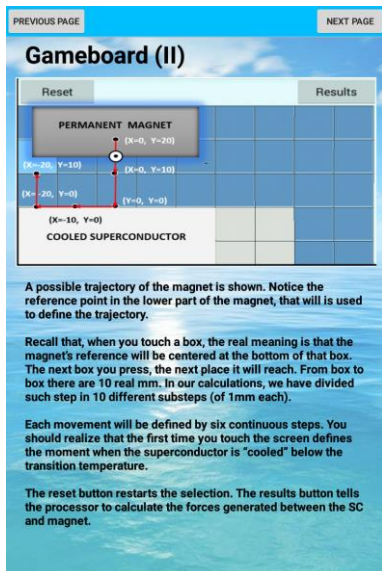 PREVIOUS PAGE
NEXT PAGE
Gameboard (II)
Reset
Results
PERMANENT MAGNET
(X=0, Y=20)
(X=-20, Y=10)
(X=0, Y=10)
(X=-20, Y=0)
(Y=0, Y=0)
(X=-10, Y=0)
COOLED SUPERCONDUCTOR
A possible trajectory of the magnet is shown. Notice the
reference point in the lower part of the magnet, that will is used
to define the trajectory.
Recall that, when you touch a box, the real meaning is that the
magnet's reference will be centered at the bottom of that box.
The next box you press, the next place it will reach. From box to
box there are 10 real mm. In our calculations, we have divided
such step in 10 different substeps (of 1mm each).
Each movement will be defined by six continuous steps. You
should realize that the first time you touch the screen defines
the moment when the superconductor is "cooled" below the
transition temperature.
The reset button restarts the selection. The results button tells
the processor to calculate the forces generated between the SC
and magnet.